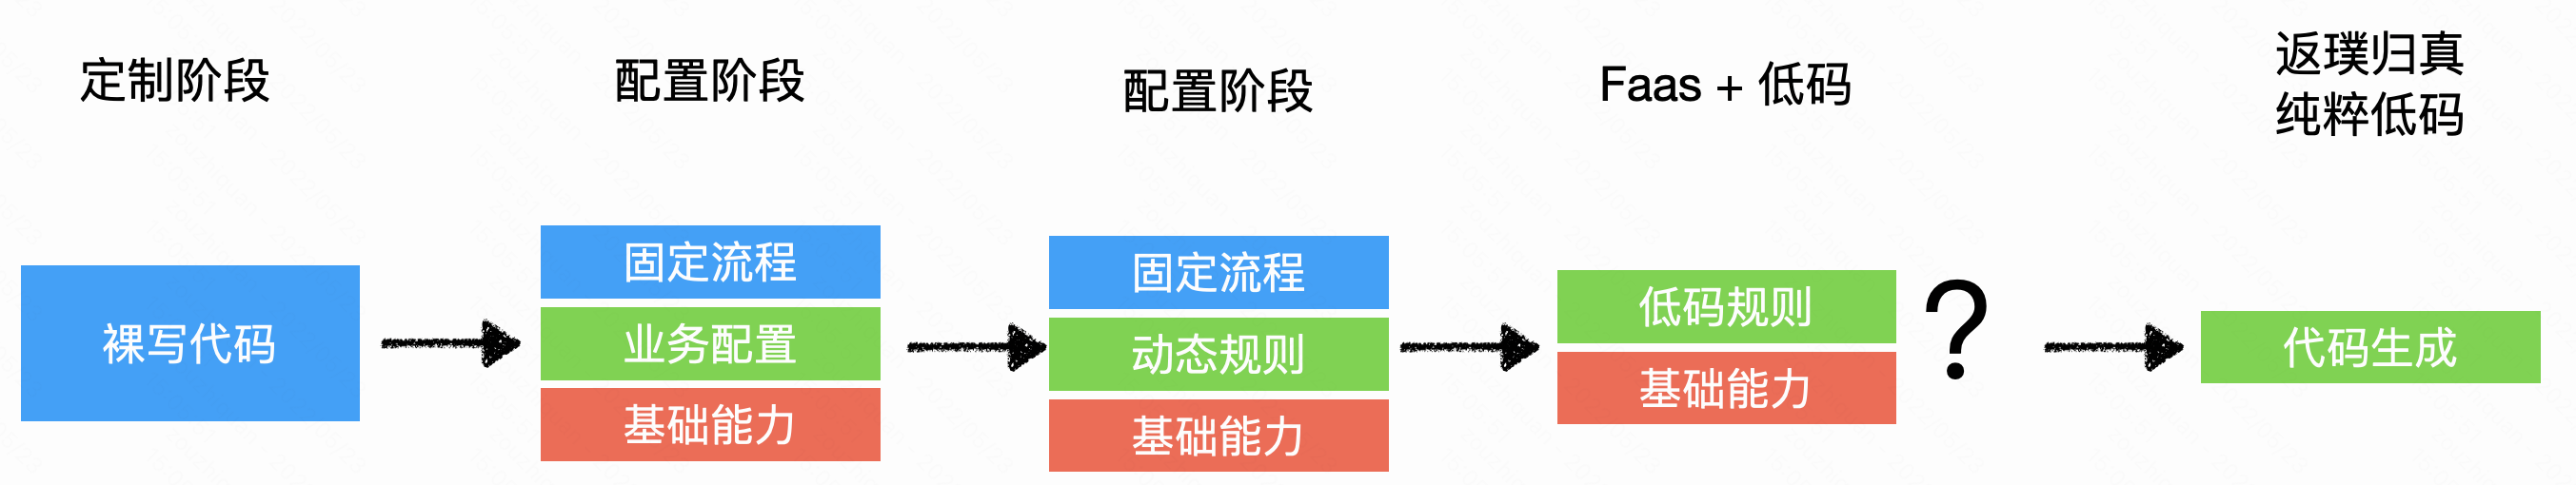 定制阶段
配置阶段
配置阶段
Faas + 低码
返璞归真
纯粹低码
裸写代码
固定流程
业务配置
基础能力
固定流程
动态规则
基础能力
低码规则
基础能力
?
代码生成